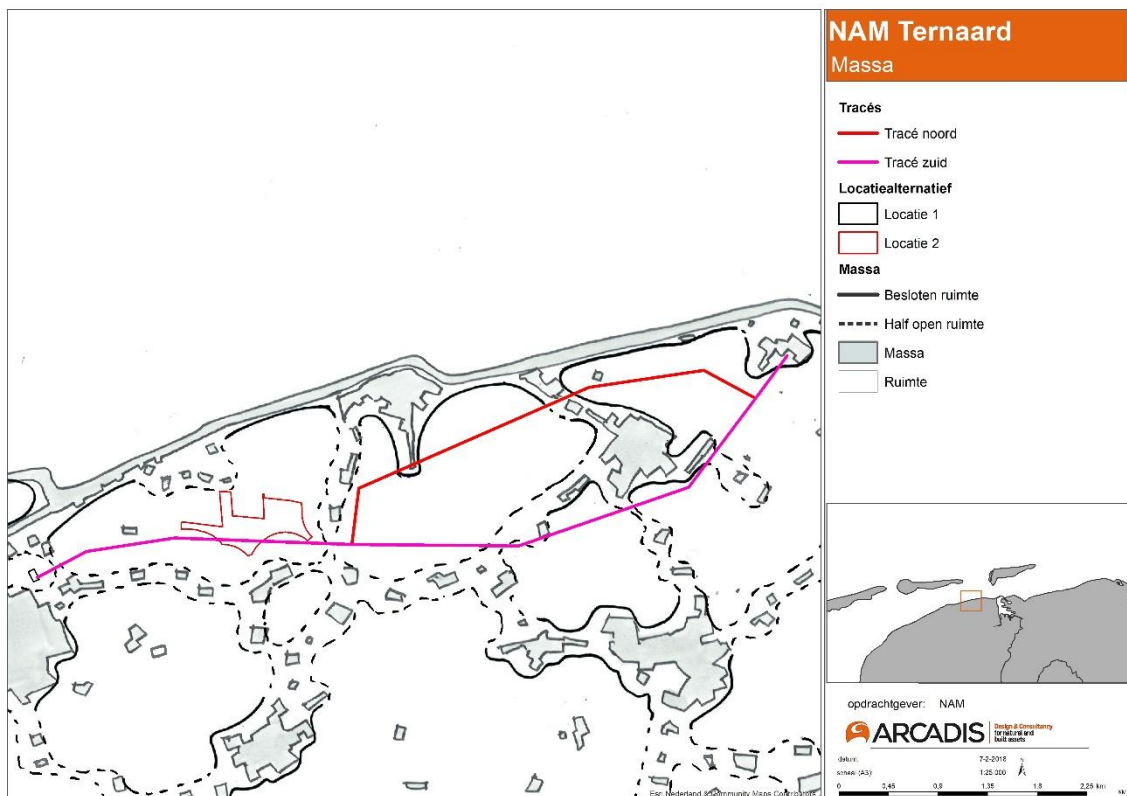 NAM Ternaard
Massa
Tracés
Tracé noord
Tracé zuid
Locatiealternatief
Locatie 1
Locatie 2
Massa
Besloten ruimte
Half open ruimte
Massa
Ruimte
opdrachtgever: NAM
ARCADIS
Design & Consultancy
for natural and
built assets
datum: 7-2-2018
schaal (A3): 1:25.000
0 0,45 0,9 1,35 1,8 2,25 km
Esri Nederland & Community Maps Contributors